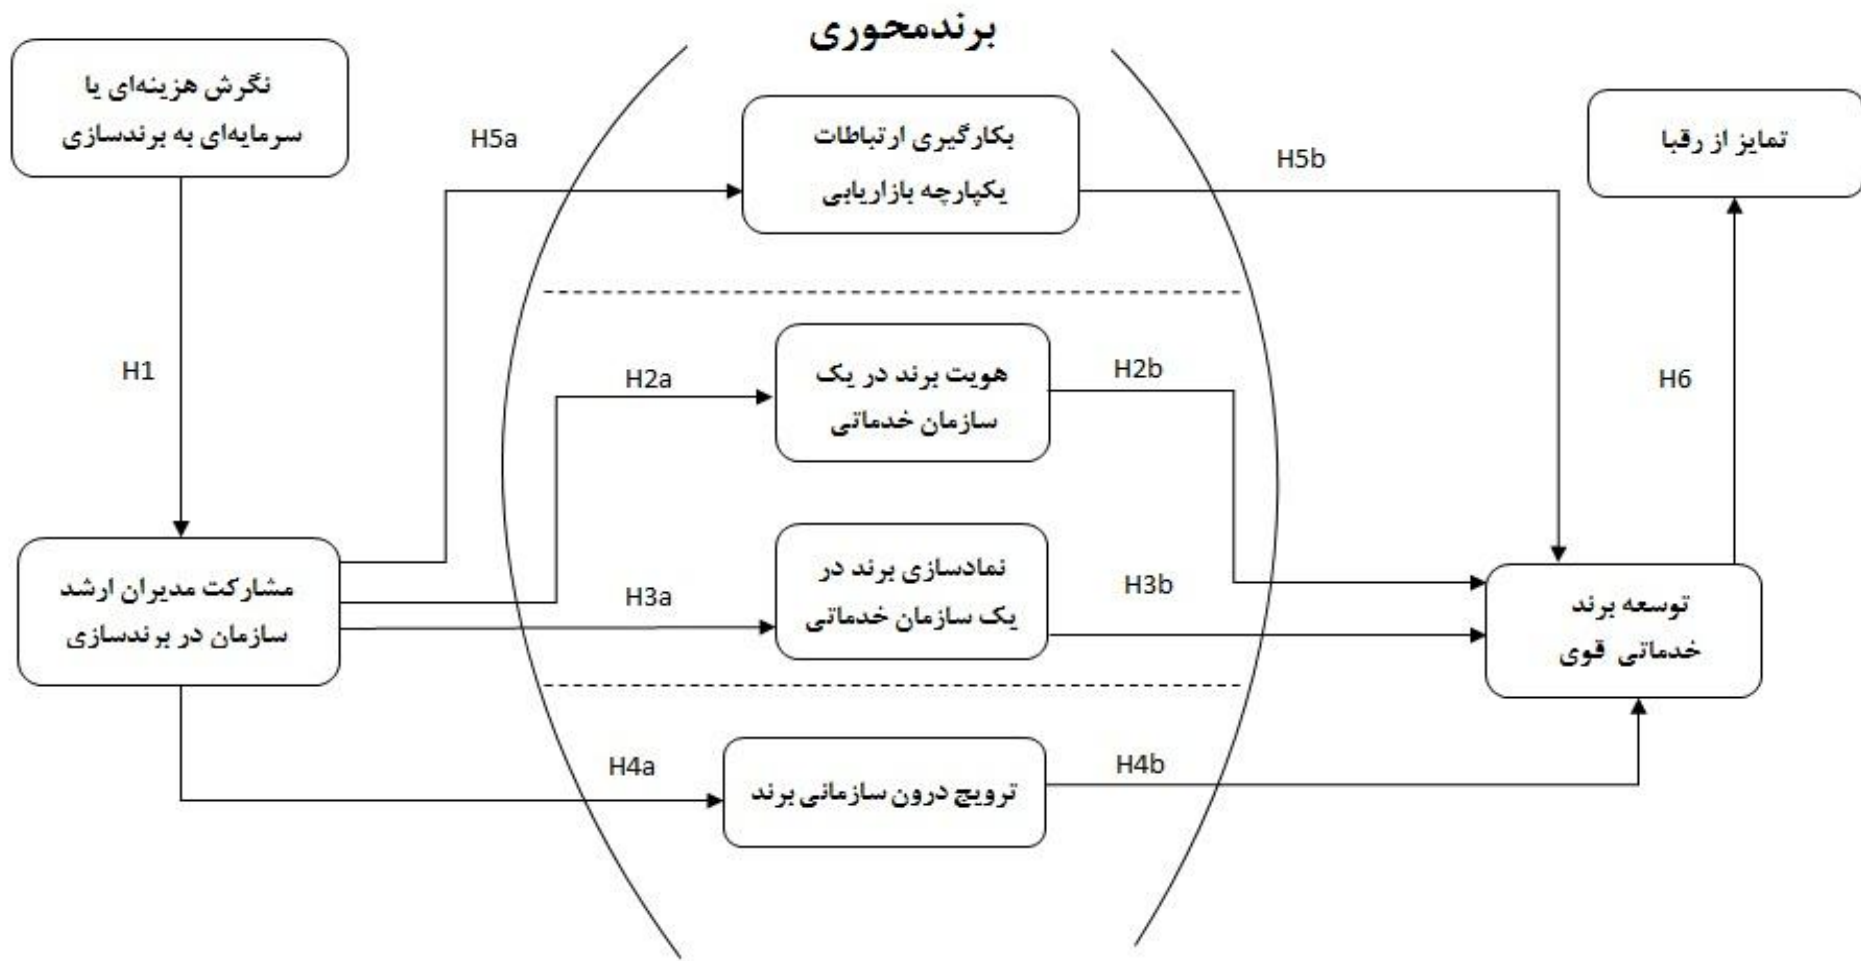 برندمحوری
نگرش هزینه‌ای یا
سرمایه‌ای به برندسازی
H1
مشارکت مدیران ارشد
سازمان در برندسازی
H5a
بکارگیری ارتباطات
یکپارچه بازاریابی
H5b
H2a
هویت برند در یک
سازمان خدماتی
H2b
H3a
نمادسازی برند در
یک سازمان خدماتی
H3b
H4a
ترویج درون سازمانی برند
H4b
توسعه برند
خدماتی قوی
H6
تمایز از رقبا